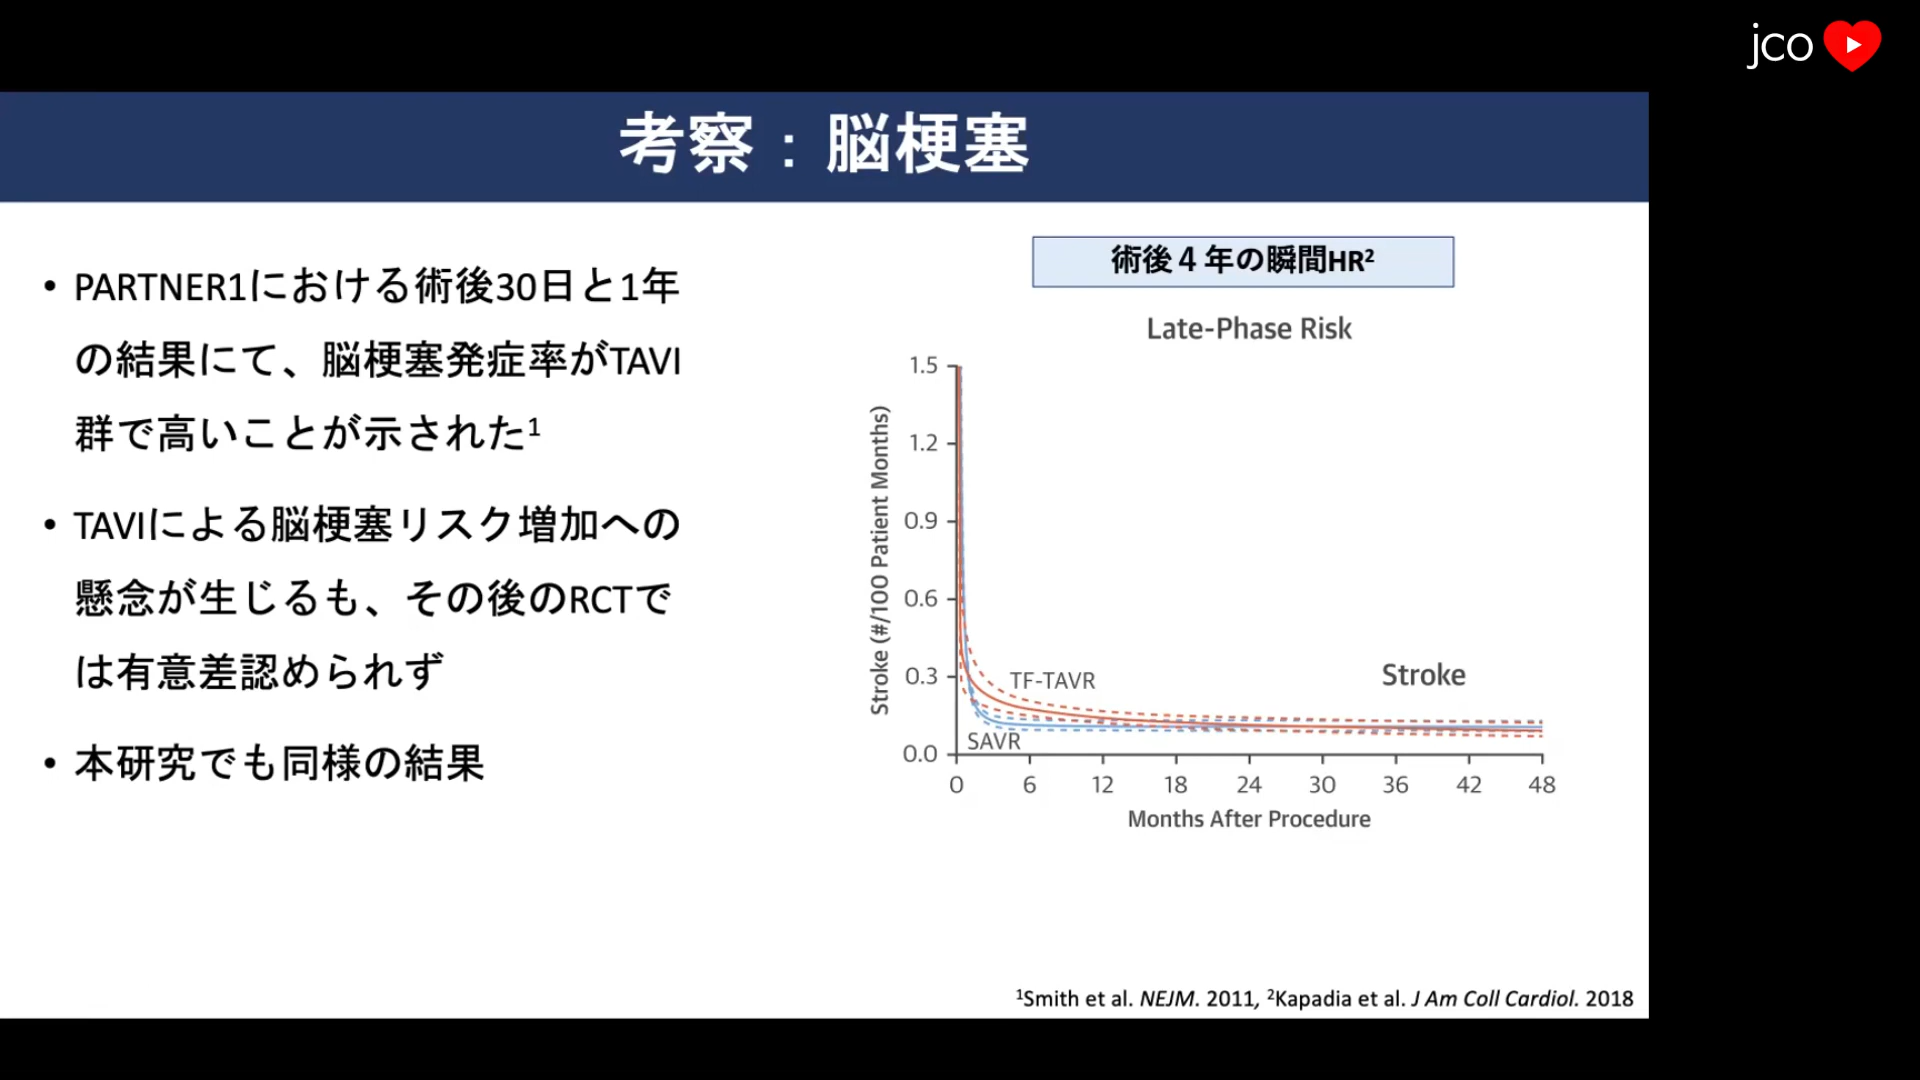 jco
考察：脳梗塞
• PARTNER1における術後30日と1年
の結果にて、脳梗塞発症率がTAVI
群で高いことが示された¹
• TAVIによる脳梗塞リスク増加への
懸念が生じるも、その後のRCTで
は有意差認められず
• 本研究でも同様の結果
術後４年の瞬間HR²
Late-Phase Risk
Stroke (#/100 Patient Months)
1.5
1.2
0.9
0.6
0.3
0.0
TF-TAVR
SAVR
Stroke
0 6 12 18 24 30 36 42 48
Months After Procedure
¹Smith et al. NEJM. 2011, ²Kapadia et al. J Am Coll Cardiol. 2018